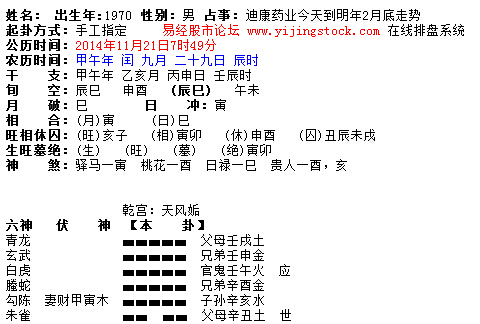 姓名: 出生年:1970 性别: 男 占事: 迪康药业今天到明年2月底走势
起卦方式: 手工指定 易经股市论坛 www.yijingstock.com 在线排盘系统
公历时间: 2014年11月21日7时49分
农历时间: 甲午年 闰 九月 二十九日 辰时
干 支: 甲午年 乙亥月 丙申日 壬辰时
旬 空: 辰巳 申酉 (辰巳) 午未
月 破: 巳 日 冲: 寅
相 合: (月)寅 (日)巳
旺相休囚: (旺)亥子 (相)寅卯 (休)申酉 (囚)丑辰未戌
生旺墓绝: (生) (旺) (墓) (绝)寅卯
神 煞: 驿马—寅 桃花—酉 日禄—巳 贵人—酉,亥
乾宫: 天风姤
六神 伏 神 【本 卦】
青龙 父母壬戌土
玄武 兄弟壬申金
白虎 官鬼壬午火 应
螣蛇 兄弟辛酉金
勾陈 妻财甲寅木 子孙辛亥水
朱雀 父母辛丑土 世